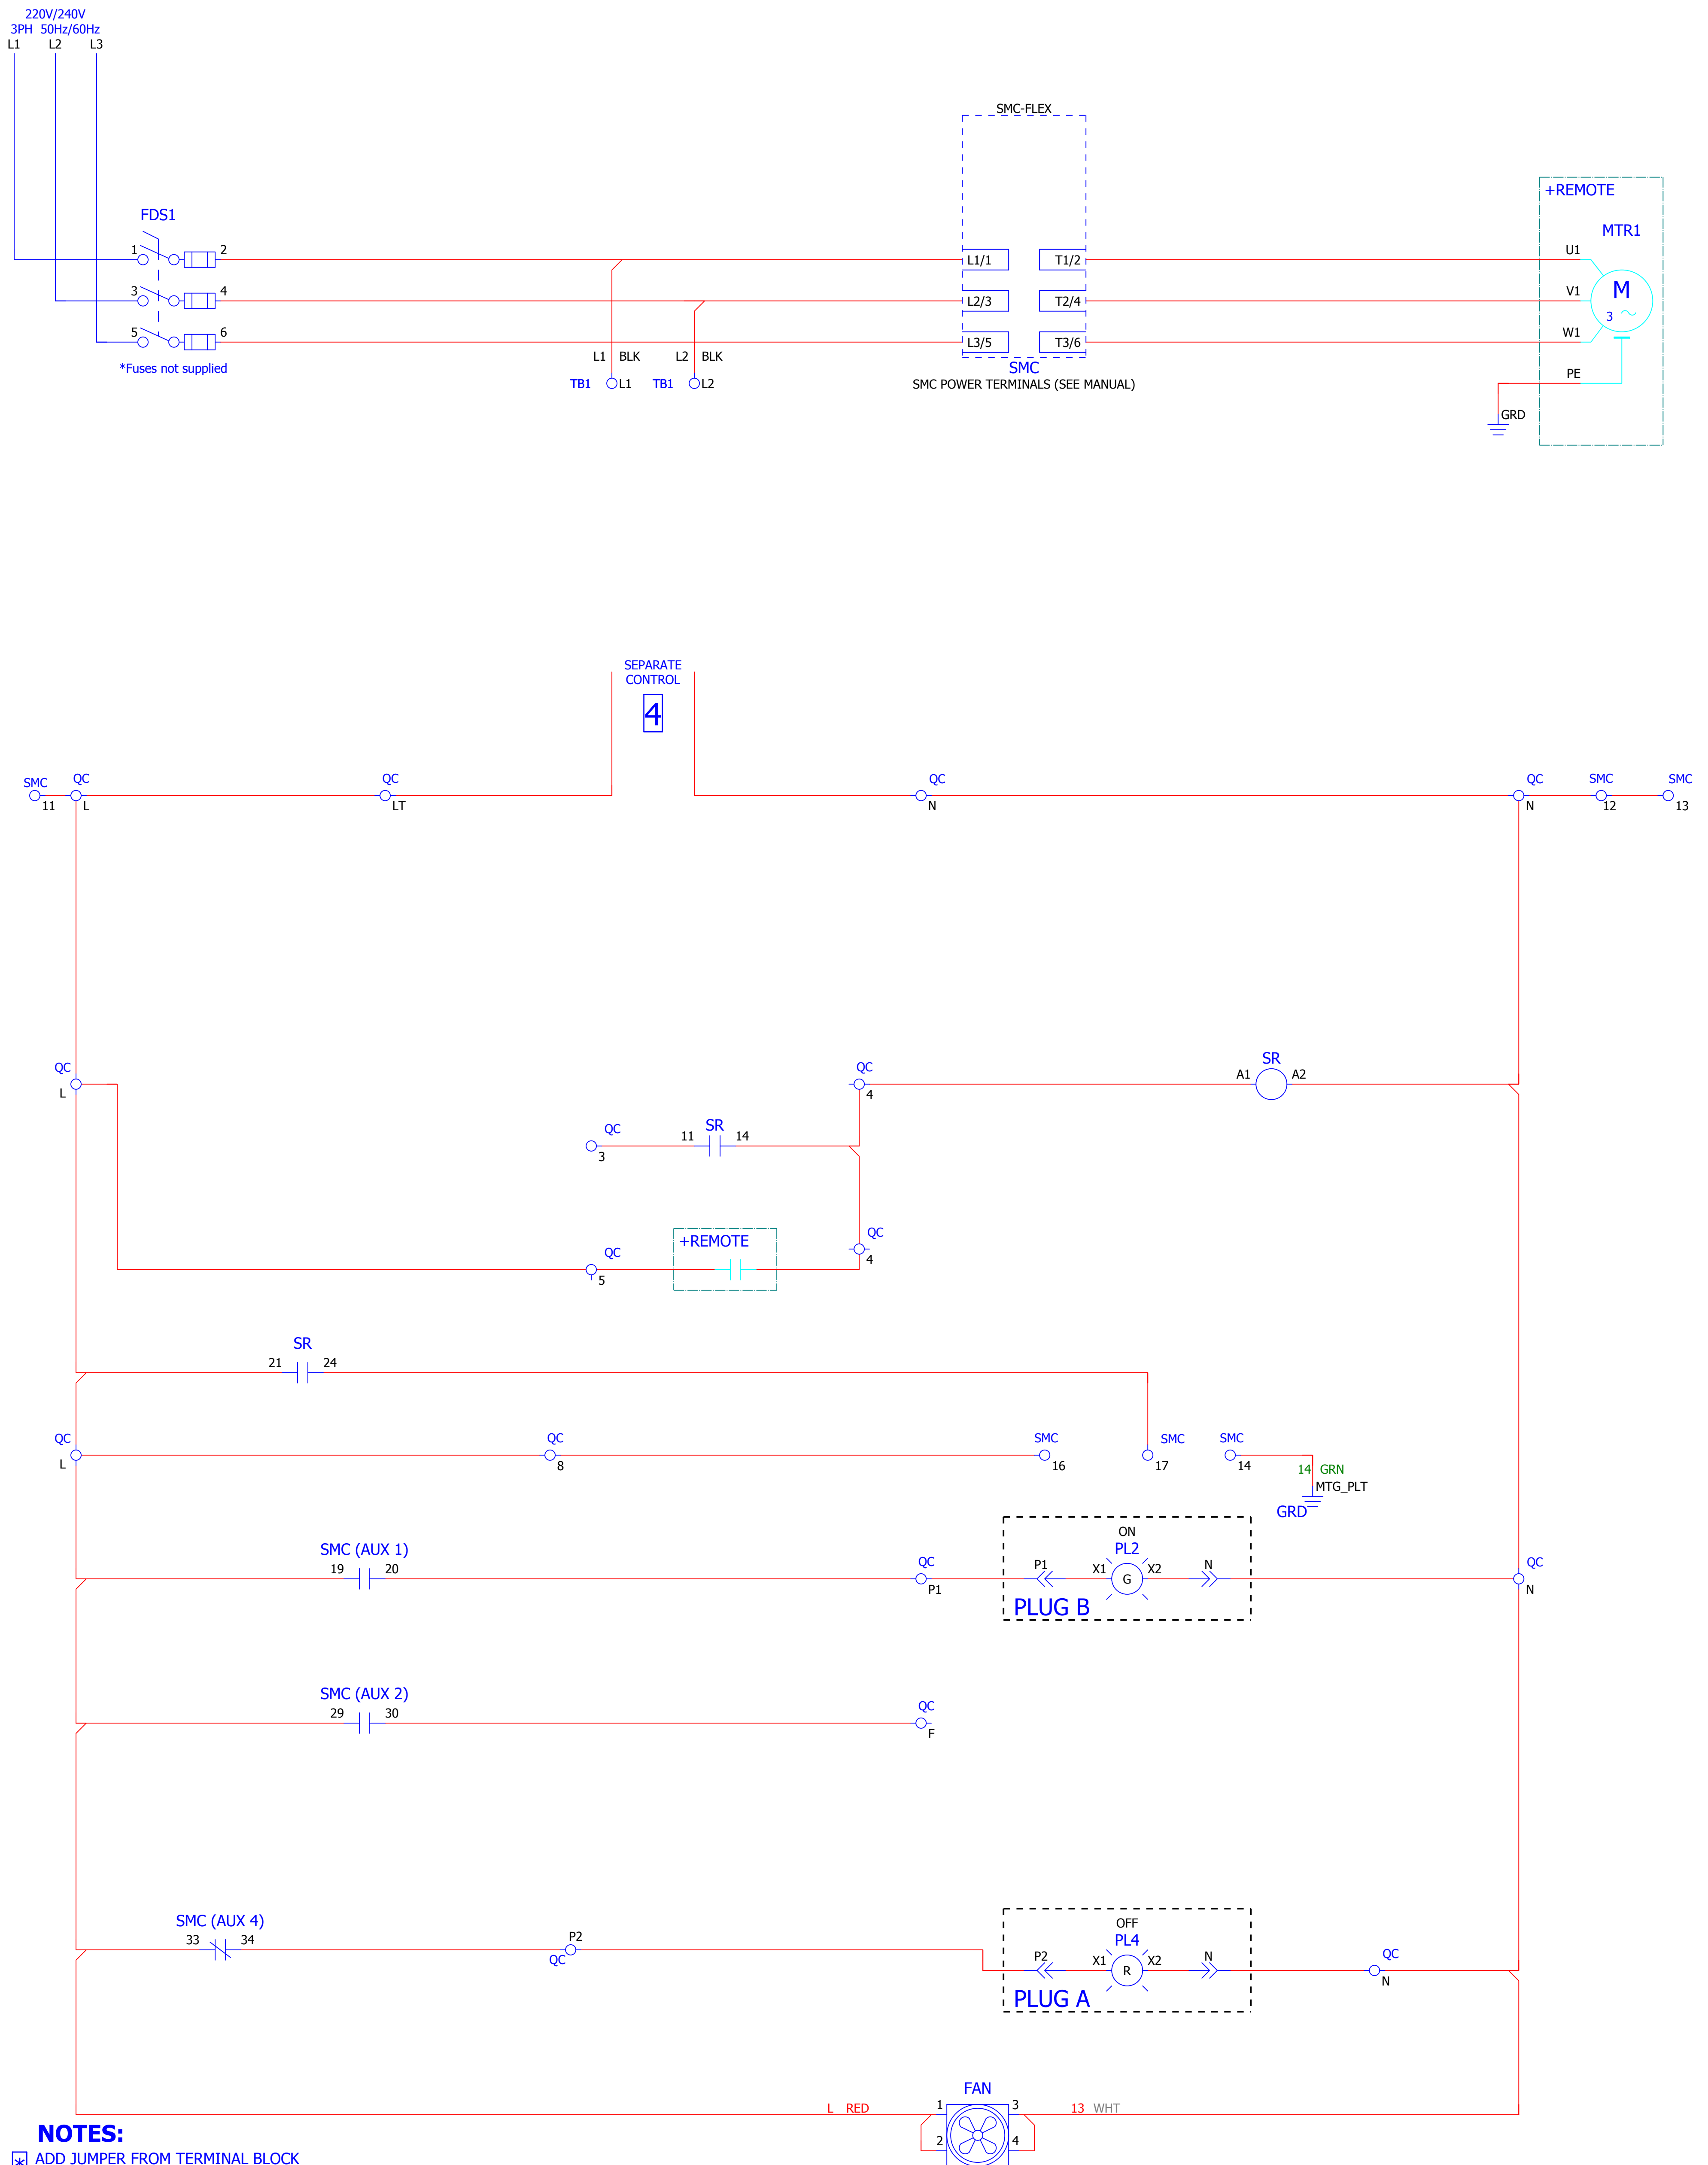 220V/240V
3PH 50Hz/60Hz
L1 L2 L3
SMC-FLEX
+REMOTE
FDS1
MTR1
1 2 L1/1 T1/2 U1
3 4 L2/3 T2/4 V1
M
3
5 6 L3/5 T3/6 W1
*Fuses not supplied
L1 BLK L2 BLK
SMC
PE
TB1 L1 TB1 L2
SMC POWER TERMINALS (SEE MANUAL)
GRD
SEPARATE
CONTROL
4
SMC QC QC QC QC SMC SMC
11 L LT N N 12 13
QC QC SR
A1 A2
L 4
QC SR
11 14
3
QC
+REMOTE
QC
4
5
SR
21 24
QC QC SMC SMC SMC
L 8 16 17 14
14 GRN
MTG_PLT
GRD
ON
SMC (AUX 1) PL2
19 20 QC P1 X1 X2 N QC
G
P1 N
PLUG B
SMC (AUX 2)
29 30 QC
F
SMC (AUX 4) OFF
33 34 P2 PL4
QC P2 X1 X2 N QC
R
N
PLUG A
FAN
L RED 1 3 13 WHT
2 4
NOTES:
* ADD JUMPER FROM TERMINAL BLOCK